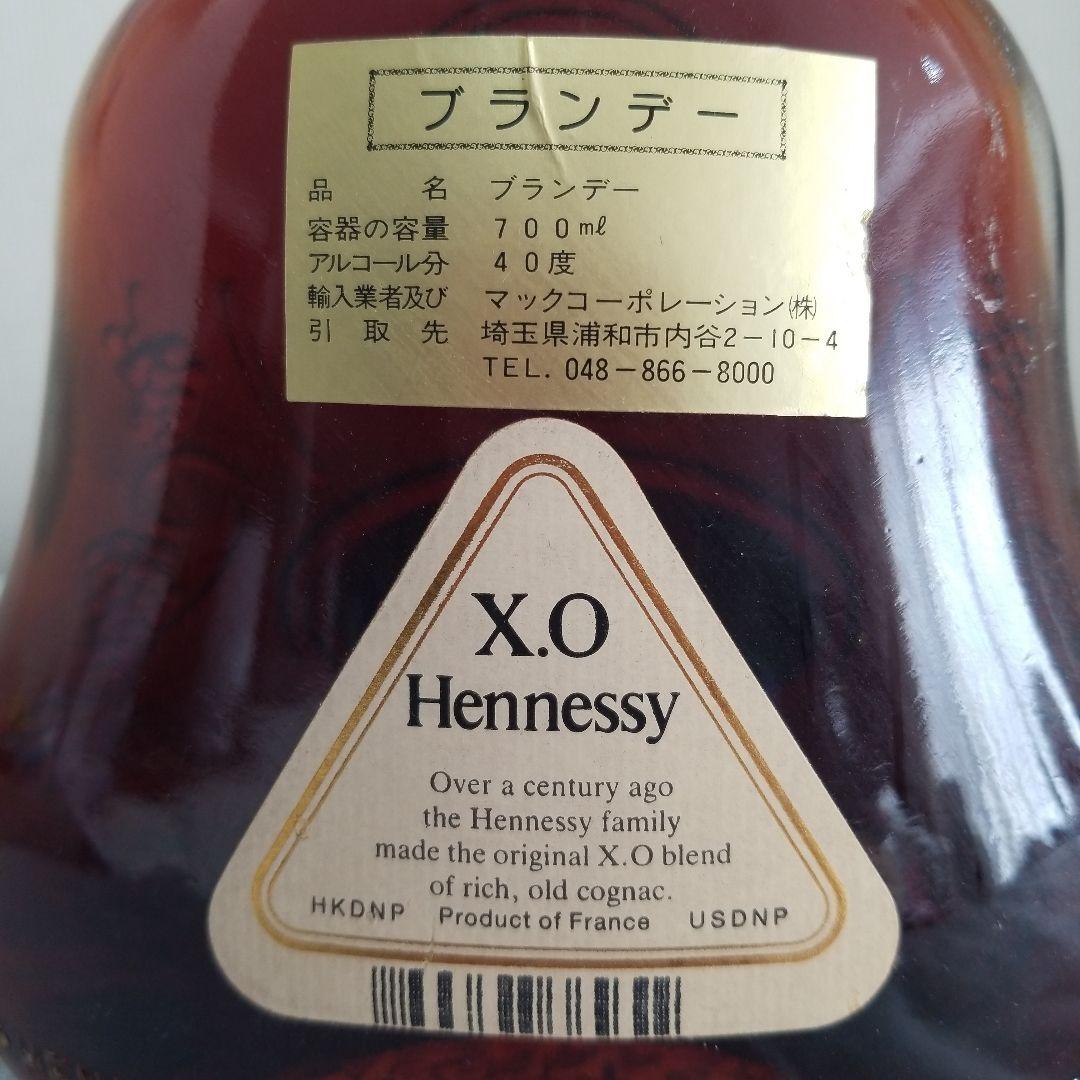 ブランデー
品名 ブランデー
容器の容量 700㎖
アルコール分 40度
輸入業者及び マックコーポレーション㈱
引取先 埼玉県浦和市内谷2-10-4
TEL. 048-866-8000
X.O
Hennessy
Over a century ago
the Hennessy family
made the original X.O blend
of rich, old cognac.
HKDNP Product of France USDNP